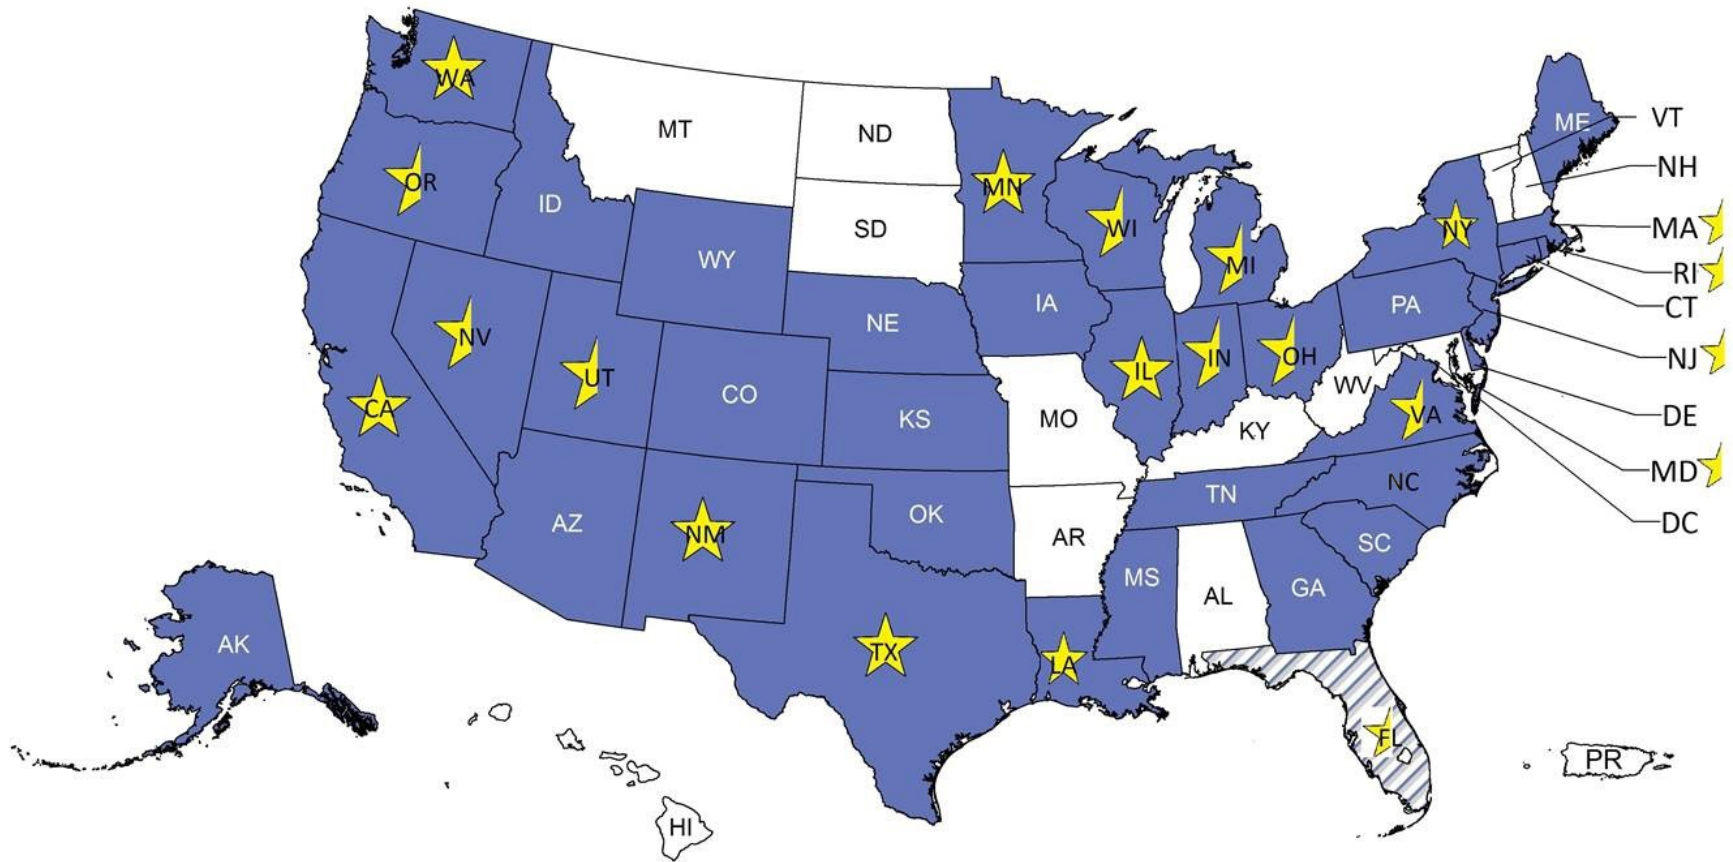 WA
MT
ND
ME
VT
NH
OR
ID
MN
SD
WI
MI
NY
MA
RI
CT
WY
NE
IA
PA
NV
UT
CO
KS
IL
IN
OH
NJ
WV
VA
DE
CA
MO
KY
MD
AZ
NM
OK
TN
NC
DC
AR
SC
MS
AL
GA
AK
TX
LA
FL
HI
PR